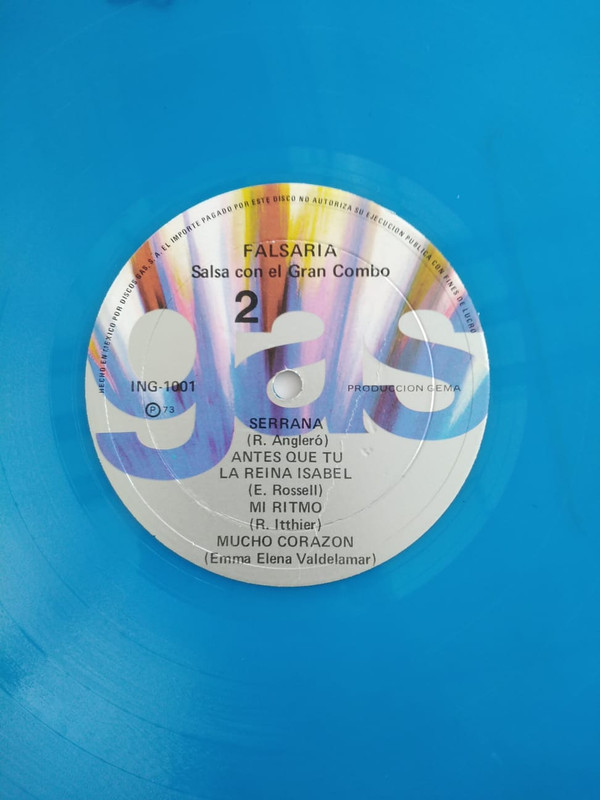 HECHO EN MEXICO POR DISCOS GAS, S. A. EL IMPORTE PAGADO POR ESTE DISCO NO AUTORIZA SU EJECUCION PUBLICA CON FINES DE LUCRO
FALSARIA
Salsa con el Gran Combo
2
gas
ING-1001
PRODUCCION GEMA
Ⓟ 73
SERRANA
(R. Angleró)
ANTES QUE TU
LA REINA ISABEL
(E. Rossell)
MI RITMO
(R. Itthier)
MUCHO CORAZON
(Emma Elena Valdelamar)